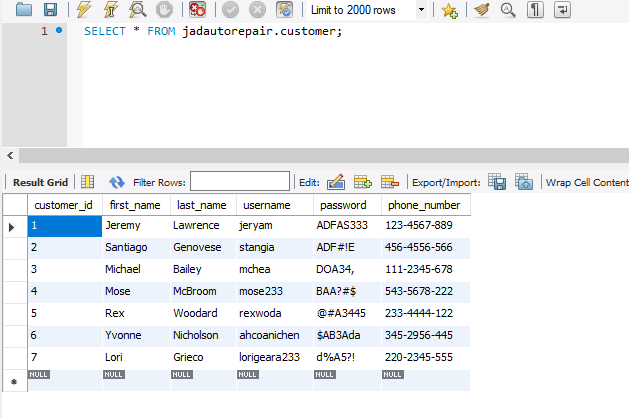 Limit to 2000 rows
1 SELECT * FROM jadautorepair.customer;
Result Grid Filter Rows: Edit: Export/Import: Wrap Cell Content
customer_id first_name last_name username password phone_number
1 Jeremy Lawrence jeryam ADFAS333 123-4567-889
2 Santiago Genovese stangia ADF#!E 456-4556-566
3 Michael Bailey mchea DOA34, 111-2345-678
4 Mose McBroom mose233 BAA?#$ 543-5678-222
5 Rex Woodard rexwoda @#A3445 233-4444-122
6 Yvonne Nicholson ahcoanichen $AB3Ada 345-2956-445
7 Lori Grieco lorigeara233 d%A5?! 220-2345-555
NULL NULL NULL NULL NULL NULL